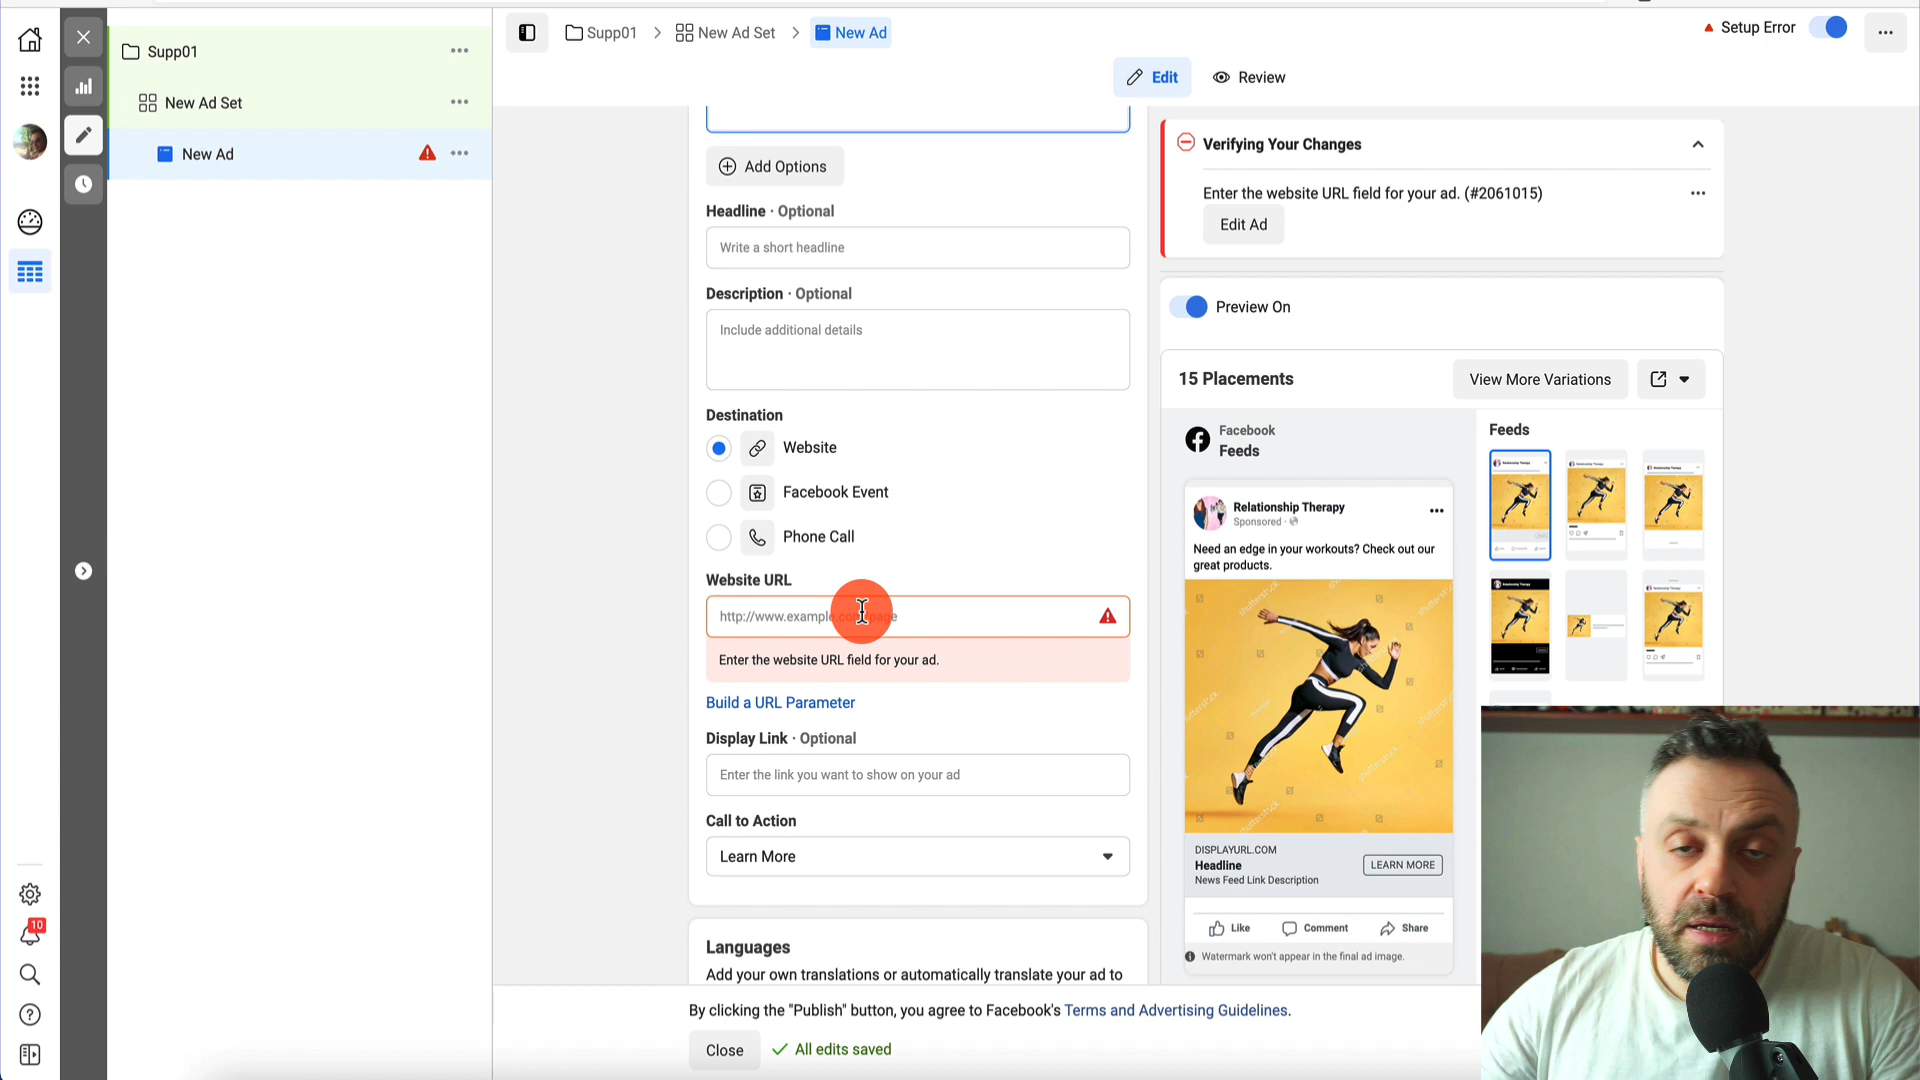 Supp01
New Ad Set
New Ad
Supp01 > New Ad Set > New Ad
Setup Error
Edit
Review
Add Options
Headline · Optional
Write a short headline
Description · Optional
Include additional details
Destination
Website
Facebook Event
Phone Call
Website URL
http://www.example.com/page
Enter the website URL field for your ad.
Build a URL Parameter
Display Link · Optional
Enter the link you want to show on your ad
Call to Action
Learn More
Languages
Add your own translations or automatically translate your ad to
By clicking the "Publish" button, you agree to Facebook's Terms and Advertising Guidelines.
Close
All edits saved
Verifying Your Changes
Enter the website URL field for your ad. (#2061015)
Edit Ad
Preview On
15 Placements
View More Variations
Facebook
Feeds
Feeds
Relationship Therapy
Sponsored ·
Need an edge in your workouts? Check out our
great products.
shutterstock
DISPLAYURL.COM
Headline
News Feed Link Description
LEARN MORE
Like
Comment
Share
Watermark won't appear in the final ad image.
10